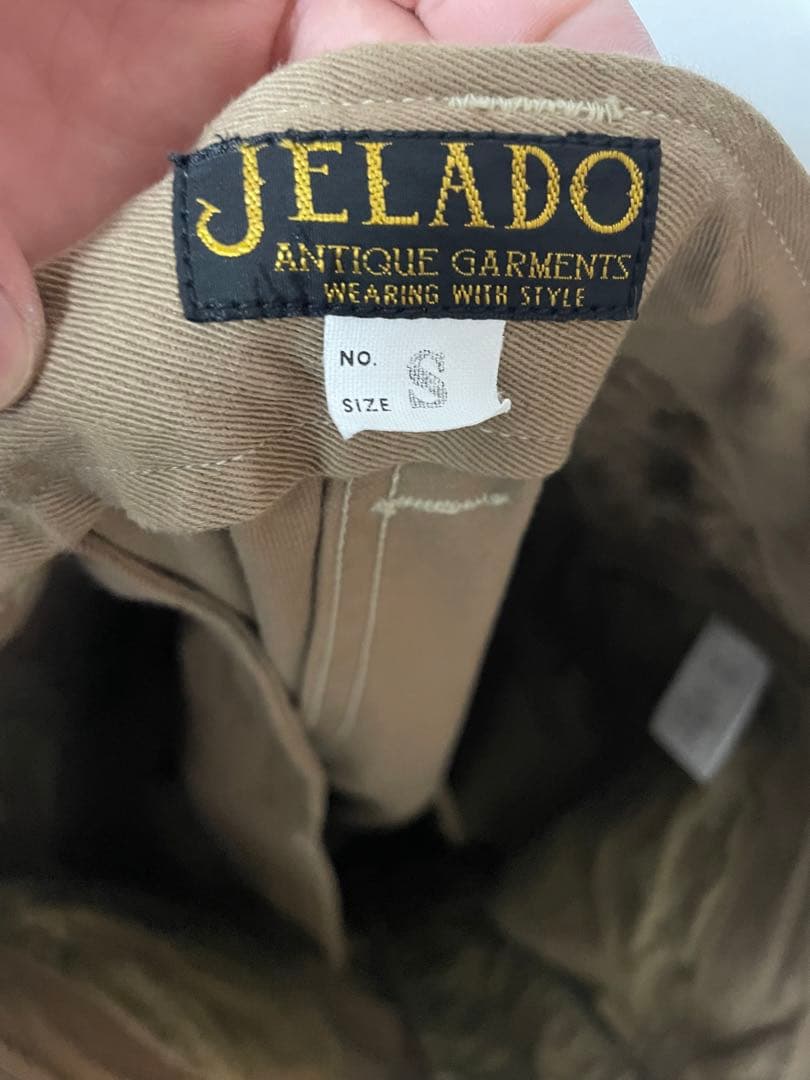 JELADO
ANTIQUE GARMENTS
WEARING WITH STYLE
NO.
SIZE S